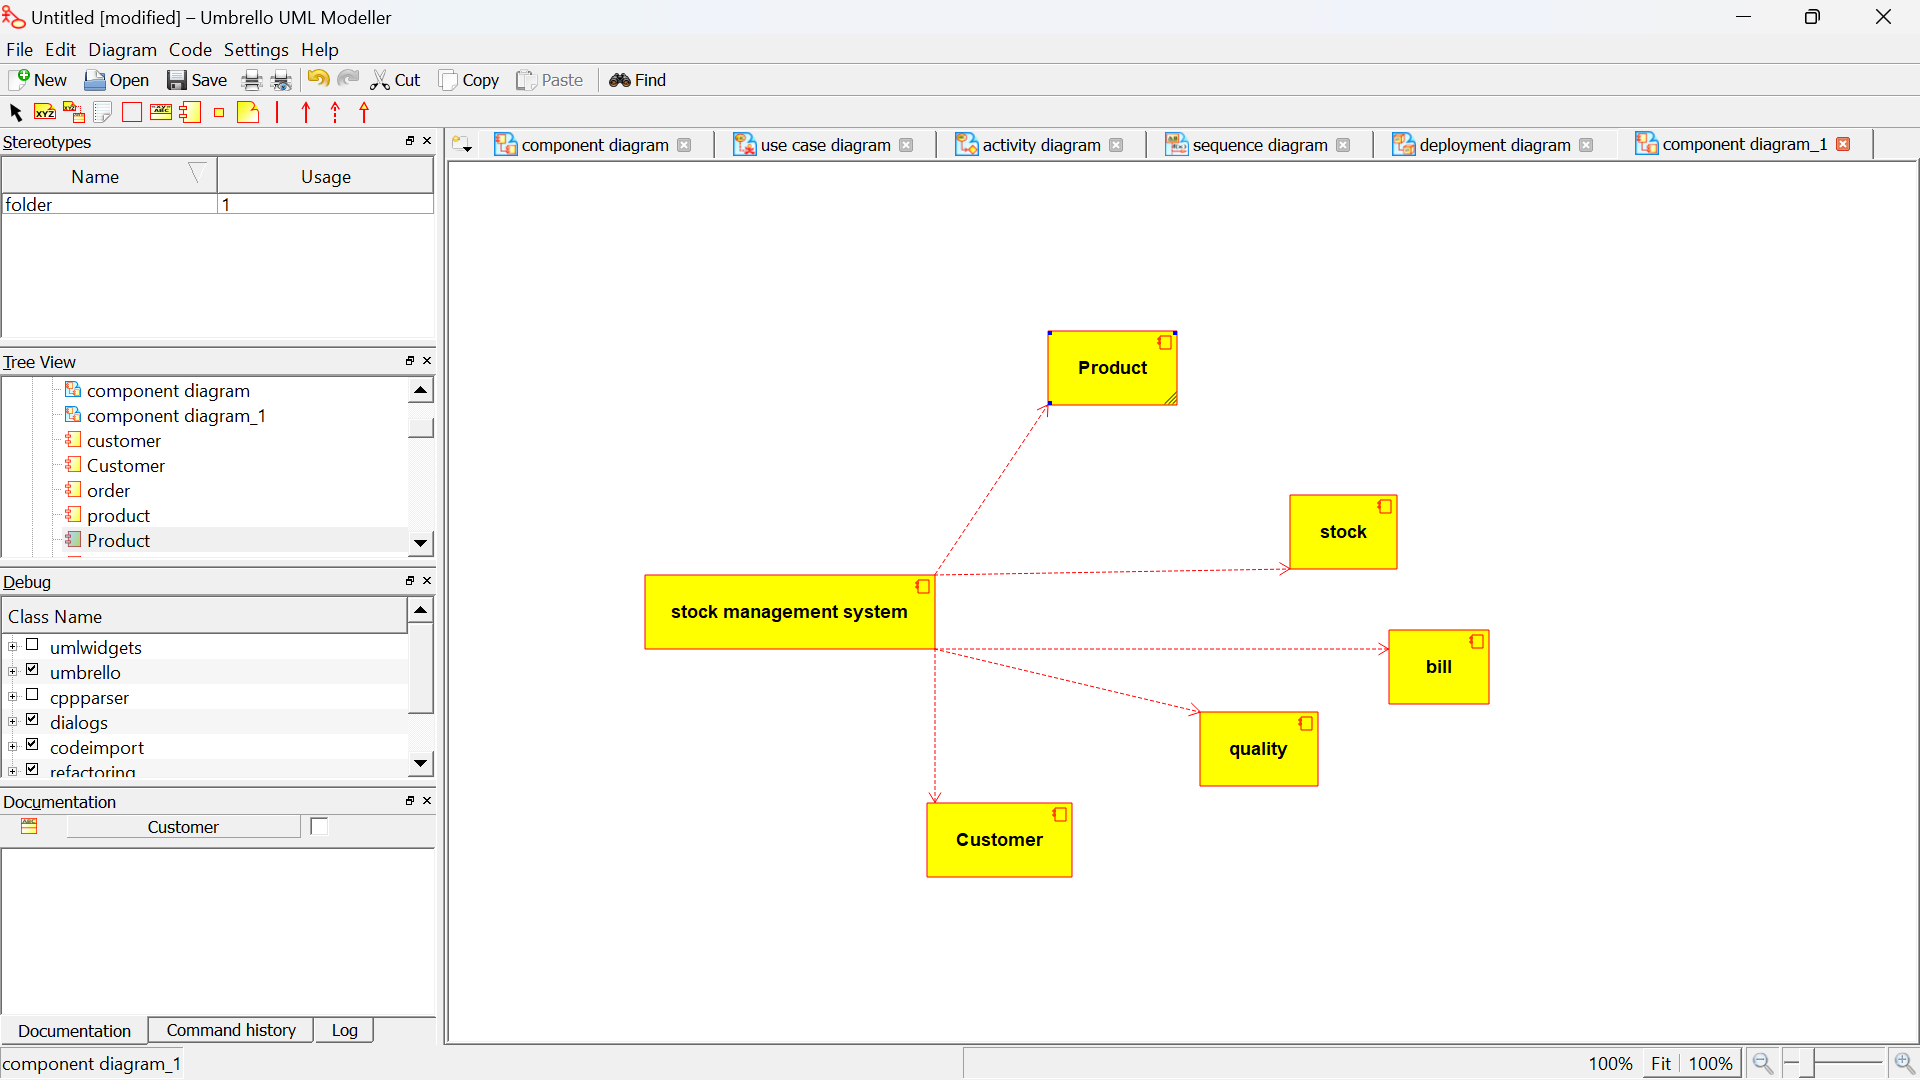 Untitled [modified] – Umbrello UML Modeller
File Edit Diagram Code Settings Help
New Open Save Cut Copy Paste Find
XYZ
Stereotypes
Name Usage
folder 1
Tree View
component diagram
component diagram_1
customer
Customer
order
product
Product
Debug
Class Name
umlwidgets
umbrello
cppparser
dialogs
codeimport
refactoring
Documentation
Customer
Documentation Command history Log
component diagram use case diagram activity diagram sequence diagram deployment diagram component diagram_1
Product
stock
stock management system
bill
quality
Customer
component diagram_1 100% Fit 100%